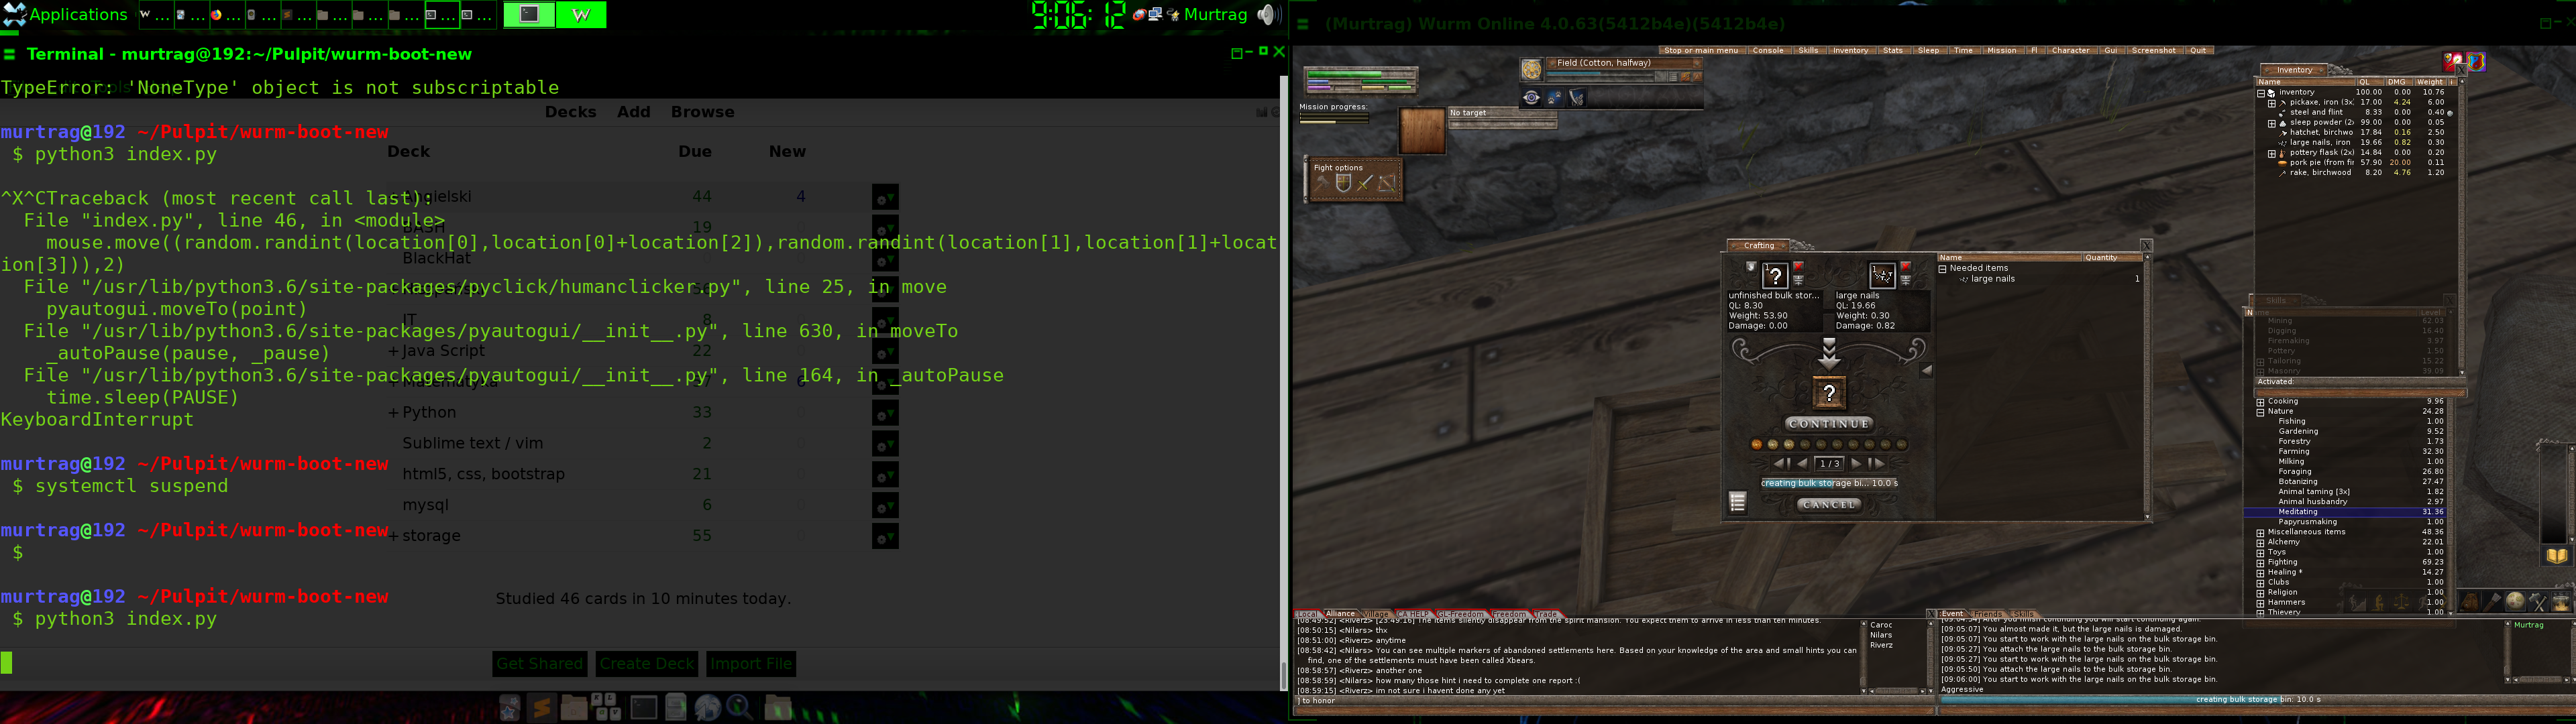 Applications
W ...
9:06:12
Murtrag
Terminal - murtrag@192:~/Pulpit/wurm-boot-new
TypeError: 'NoneType' object is not subscriptable
Decks Add Browse
murtrag@192 ~/Pulpit/wurm-boot-new
$ python3 index.py
Deck Due New
^X^CTraceback (most recent call last):
Angielski 44 4
File "index.py", line 46, in <module>
19
mouse.move((random.randint(location[0],location[0]+location[2]),random.randint(location[1],location[1]+locat
ion[3])),2)
BlackHat
File "/usr/lib/python3.6/site-packages/pyclick/humanclicker.py", line 25, in move
pyautogui.moveTo(point)
IT 8
File "/usr/lib/python3.6/site-packages/pyautogui/__init__.py", line 630, in moveTo
_autoPause(pause, _pause)
+ Java Script 22
File "/usr/lib/python3.6/site-packages/pyautogui/__init__.py", line 164, in _autoPause
time.sleep(PAUSE)
+ Python 33
KeyboardInterrupt
Sublime text / vim 2
murtrag@192 ~/Pulpit/wurm-boot-new
html5, css, bootstrap 21
$ systemctl suspend
mysql 6
murtrag@192 ~/Pulpit/wurm-boot-new
+ storage 55
$
murtrag@192 ~/Pulpit/wurm-boot-new
Studied 46 cards in 10 minutes today.
$ python3 index.py
Get Shared Create Deck Import File
(Murtrag) Wurm Online 4.0.63(5412b4e)(5412b4e)
Stop or main menu Console Skills Inventory Stats Sleep Time Mission FI Character Gui Screenshot Quit
Field (Cotton, halfway)
Mission progress:
No target
Fight options
Inventory
Name QL DMG Weight
inventory 100.00 0.00 10.76
pickaxe, iron (3x) 17.00 4.24 6.00
steel and flint 8.33 0.00 0.40
sleep powder (2x 99.00 0.00 0.05
hatchet, birchwo 17.84 0.16 2.50
large nails, iron 19.66 0.82 0.30
pottery flask (2x) 14.84 0.00 0.20
pork pie (from fir 57.90 20.00 0.11
rake, birchwood 8.20 4.76 1.20
Crafting
unfinished bulk stor...
QL: 8.30
Weight: 53.90
Damage: 0.00
large nails
QL: 19.66
Weight: 0.30
Damage: 0.82
CONTINUE
1 / 3
creating bulk storage bi... 10.0 s
CANCEL
Name Quantity
Needed items
large nails 1
Skills
Name Level
Mining 62.03
Digging 16.40
Firemaking 3.97
Pottery 1.50
Tailoring 15.22
Masonry 39.09
Activated:
Cooking 9.96
Nature 24.28
Fishing 1.00
Gardening 9.52
Forestry 1.73
Farming 32.30
Milking 1.00
Foraging 26.80
Botanizing 27.47
Animal taming [3x] 1.82
Animal husbandry 2.97
Meditating 31.36
Papyrusmaking 1.00
Miscellaneous items 48.36
Alchemy 22.01
Toys 1.00
Fighting 69.23
Healing * 14.27
Clubs 1.00
Religion 1.00
Hammers 1.00
Thievery 1.00
Local Alliance Village CA HELP GL-Freedom Freedom Trade
[08:49:52] <Riverz> [23:49:16] The items silently disappear from the spirit mansion. You expect them to arrive in less than ten minutes.
[08:50:15] <Nilars> thx
[08:51:00] <Riverz> anytime
[08:58:42] <Nilars> You can see multiple markers of abandoned settlements here. Based on your knowledge of the area and small hints you can
find, one of the settlements must have been called Xbears.
[08:58:57] <Riverz> another one
[08:58:59] <Nilars> how many those hint i need to complete one report :(
[08:59:15] <Riverz> im not sure i havent done any yet
] to honor
Caroc
Nilars
Riverz
Event Friends Skills
[09:04:54] After you finish continuing you will start continuing again.
[09:05:07] You almost made it, but the large nails is damaged.
[09:05:07] You start to work with the large nails on the bulk storage bin.
[09:05:27] You attach the large nails to the bulk storage bin.
[09:05:27] You start to work with the large nails on the bulk storage bin.
[09:05:50] You attach the large nails to the bulk storage bin.
[09:06:00] You start to work with the large nails on the bulk storage bin.
Aggressive
creating bulk storage bin: 10.0 s
Murtrag